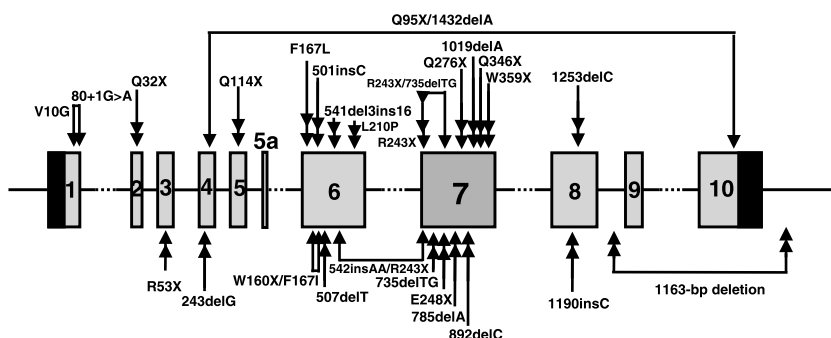 Q95X/1432delA
F167L
1019delA
Q276X
Q346X
W359X
80+1G>A
Q32X
Q114X
501insC
R243X/735delTG
1253delC
V10G
541del3ins16
L210P
R243X
5a
1
2
3
4
5
6
7
8
9
10
R53X
243delG
W160X/F167I
507delT
542insAA/R243X
735delTG
E248X
785delA
892delC
1190insC
1163-bp deletion